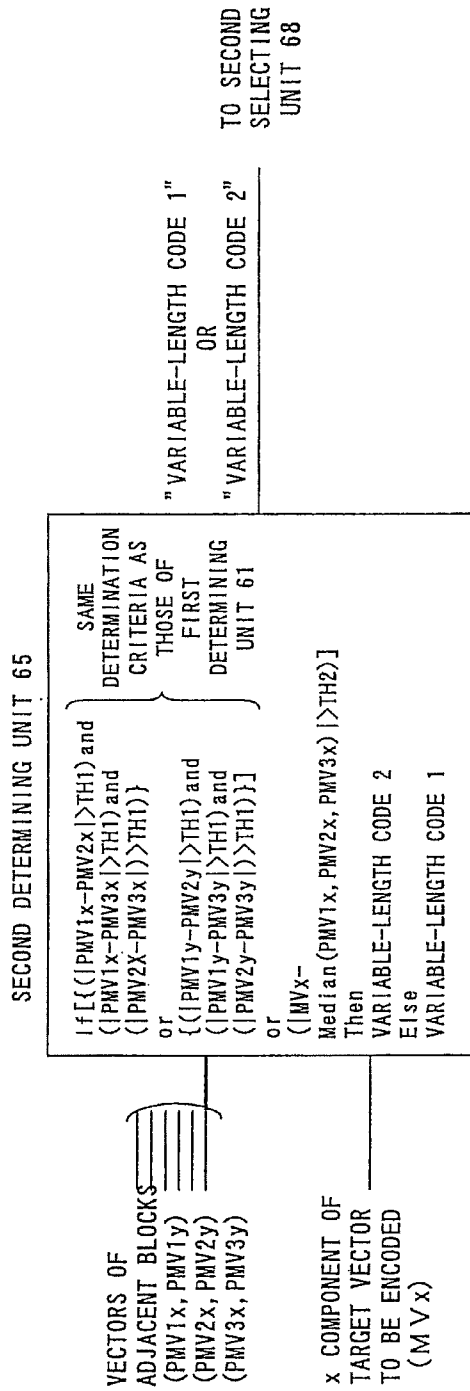 SECOND DETERMINING UNIT 65
VECTORS OF
ADJACENT BLOCKS
(PMV1x, PMV1y)
(PMV2x, PMV2y)
(PMV3x, PMV3y)
X COMPONENT OF
TARGET VECTOR
TO BE ENCODED
(MVx)
If[{(|PMV1x-PMV2x|>TH1)and
(|PMV1x-PMV3x|>TH1)and
(|PMV2X-PMV3x|)>TH1)}
or
{(|PMV1y-PMV2y|>TH1)and
(|PMV1y-PMV3y|>TH1)and
(|PMV2y-PMV3y|)>TH1)}]
or
(|MVx-
Median(PMV1x, PMV2x, PMV3x)|>TH2)]
Then
VARIABLE-LENGTH CODE 2
Else
VARIABLE-LENGTH CODE 1
SAME
DETERMINATION
CRITERIA AS
THOSE OF
FIRST
DETERMINING
UNIT 61
"VARIABLE-LENGTH CODE 1"
OR
"VARIABLE-LENGTH CODE 2"
TO SECOND
SELECTING
UNIT 68